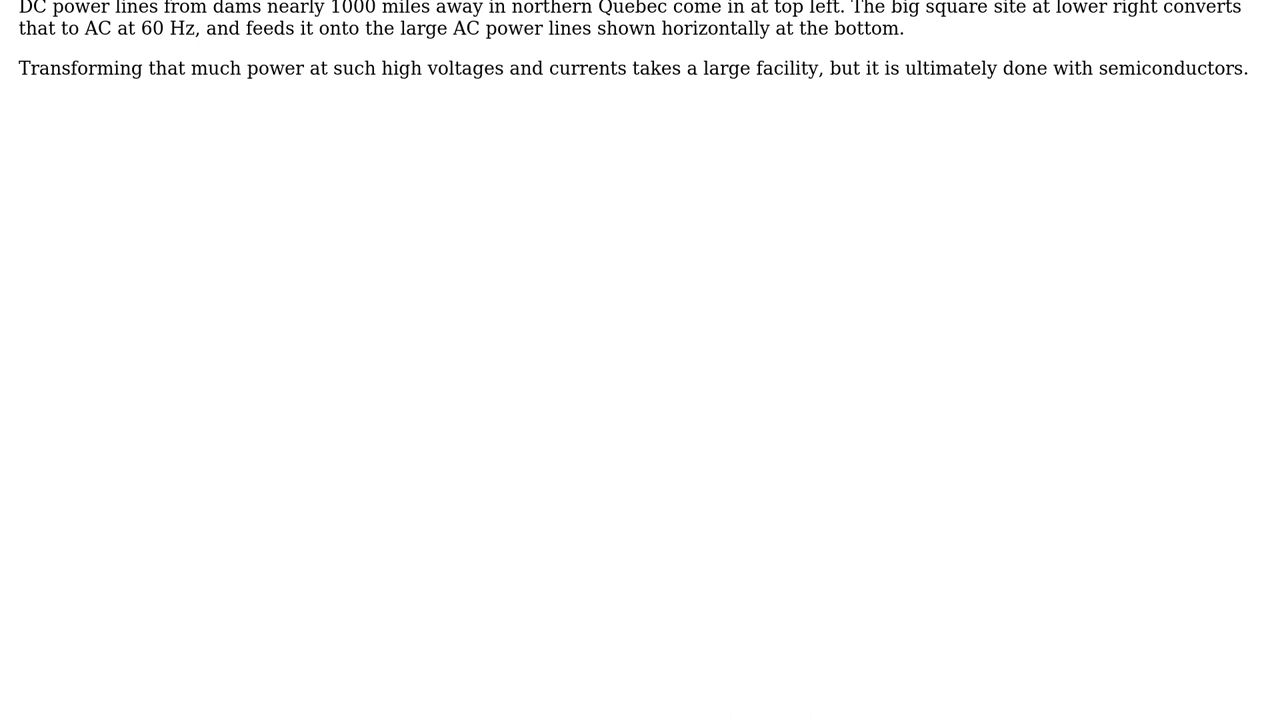 DC power lines from dams nearly 1000 miles away in northern Quebec come in at top left. The big square site at lower right converts
that to AC at 60 Hz, and feeds it onto the large AC power lines shown horizontally at the bottom.
Transforming that much power at such high voltages and currents takes a large facility, but it is ultimately done with semiconductors.